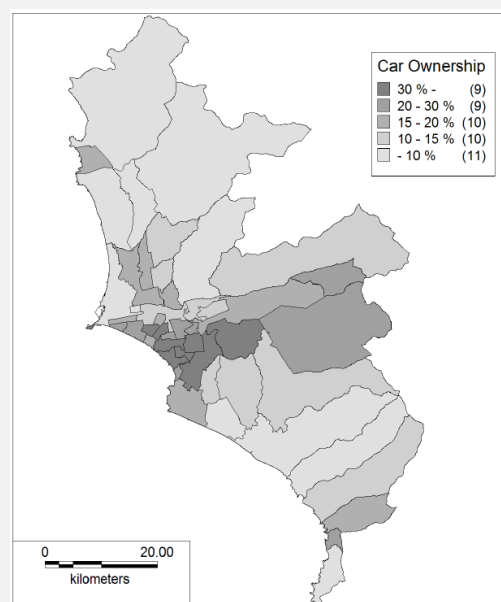 Car Ownership
30 % - (9)
20 - 30 % (9)
15 - 20 % (10)
10 - 15 % (10)
- 10 % (11)
0 20.00
kilometers